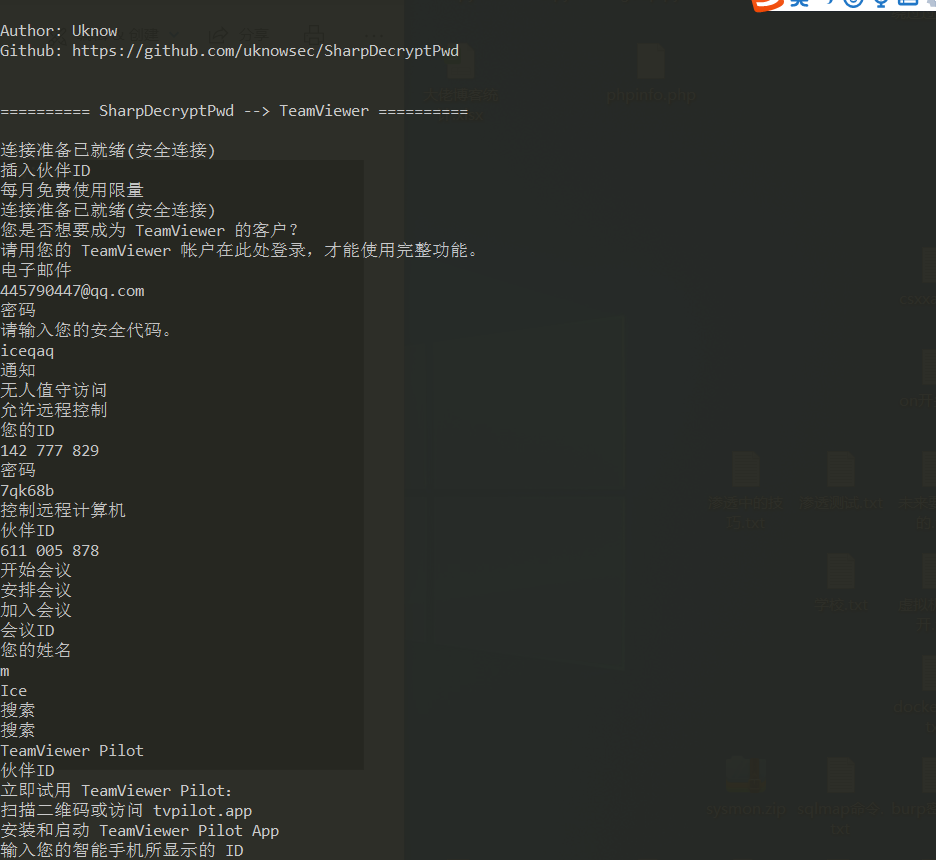 Author: Uknow
Github: https://github.com/uknowsec/SharpDecryptPwd
========== SharpDecryptPwd --> TeamViewer ==========
连接准备已就绪(安全连接)
插入伙伴ID
每月免费使用限量
连接准备已就绪(安全连接)
您是否想要成为 TeamViewer 的客户？
请用您的 TeamViewer 帐户在此处登录，才能使用完整功能。
电子邮件
445790447@qq.com
密码
请输入您的安全代码。
iceqaq
通知
无人值守访问
允许远程控制
您的ID
142 777 829
密码
7qk68b
控制远程计算机
伙伴ID
611 005 878
开始会议
安排会议
加入会议
会议ID
您的姓名
m
Ice
搜索
搜索
TeamViewer Pilot
伙伴ID
立即试用 TeamViewer Pilot：
扫描二维码或访问 tvpilot.app
安装和启动 TeamViewer Pilot App
输入您的智能手机所显示的 ID